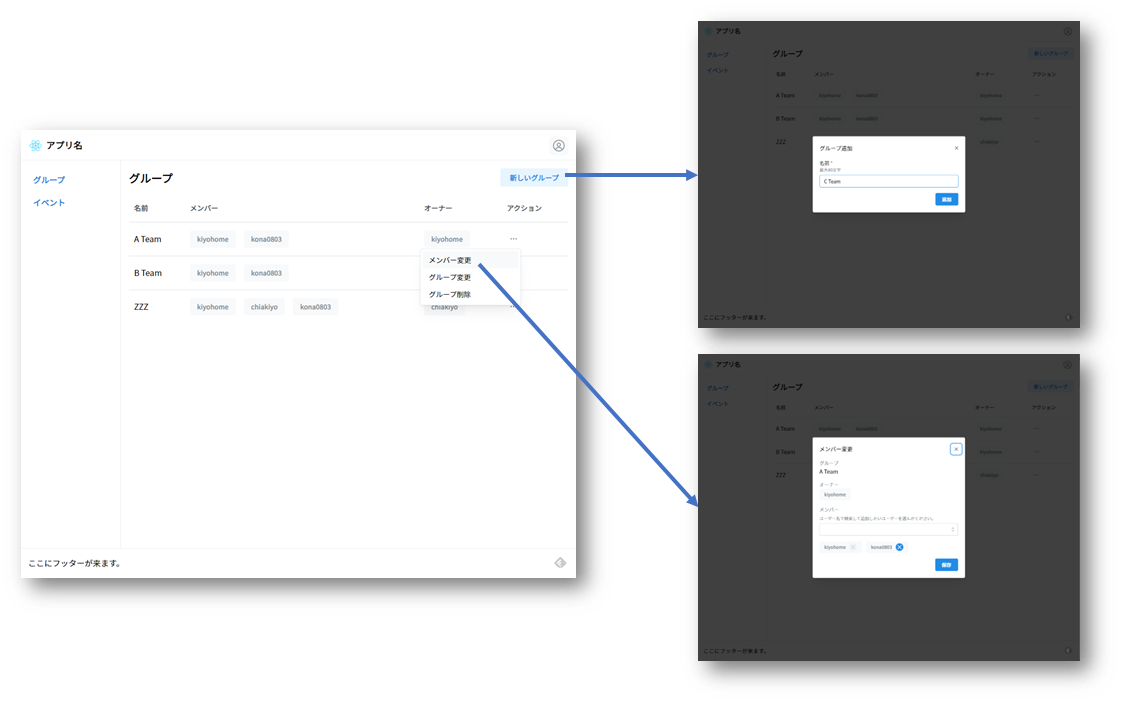 アプリ名
グループ
イベント
グループ
新しいグループ
名前 メンバー オーナー アクション
A Team kiyohome kona0803 kiyohome ...
メンバー変更
グループ変更
グループ削除
B Team kiyohome kona0803
ZZZ kiyohome chiakiyo kona0803 chiakiyo
ここにフッターが来ます。
アプリ名
グループ
イベント
グループ
新しいグループ
名前 メンバー オーナー アクション
A Team kiyohome kona0803 kiyohome
B Team kiyohome kona0803 kiyohome
ZZZ chiakiyo
グループ追加
名前 *
C Team
追加
ここにフッターが来ます。
アプリ名
グループ
イベント
グループ
新しいグループ
名前 メンバー オーナー アクション
A Team kiyohome kona0803 kiyohome
B Team kiyohome
ZZZ chiakiyo
メンバー変更
グループ
A Team
オーナー
kiyohome
メンバー
ユーザー名で検索して追加したいユーザーを選んでください。
kiyohome kona0803
保存
ここにフッターが来ます。